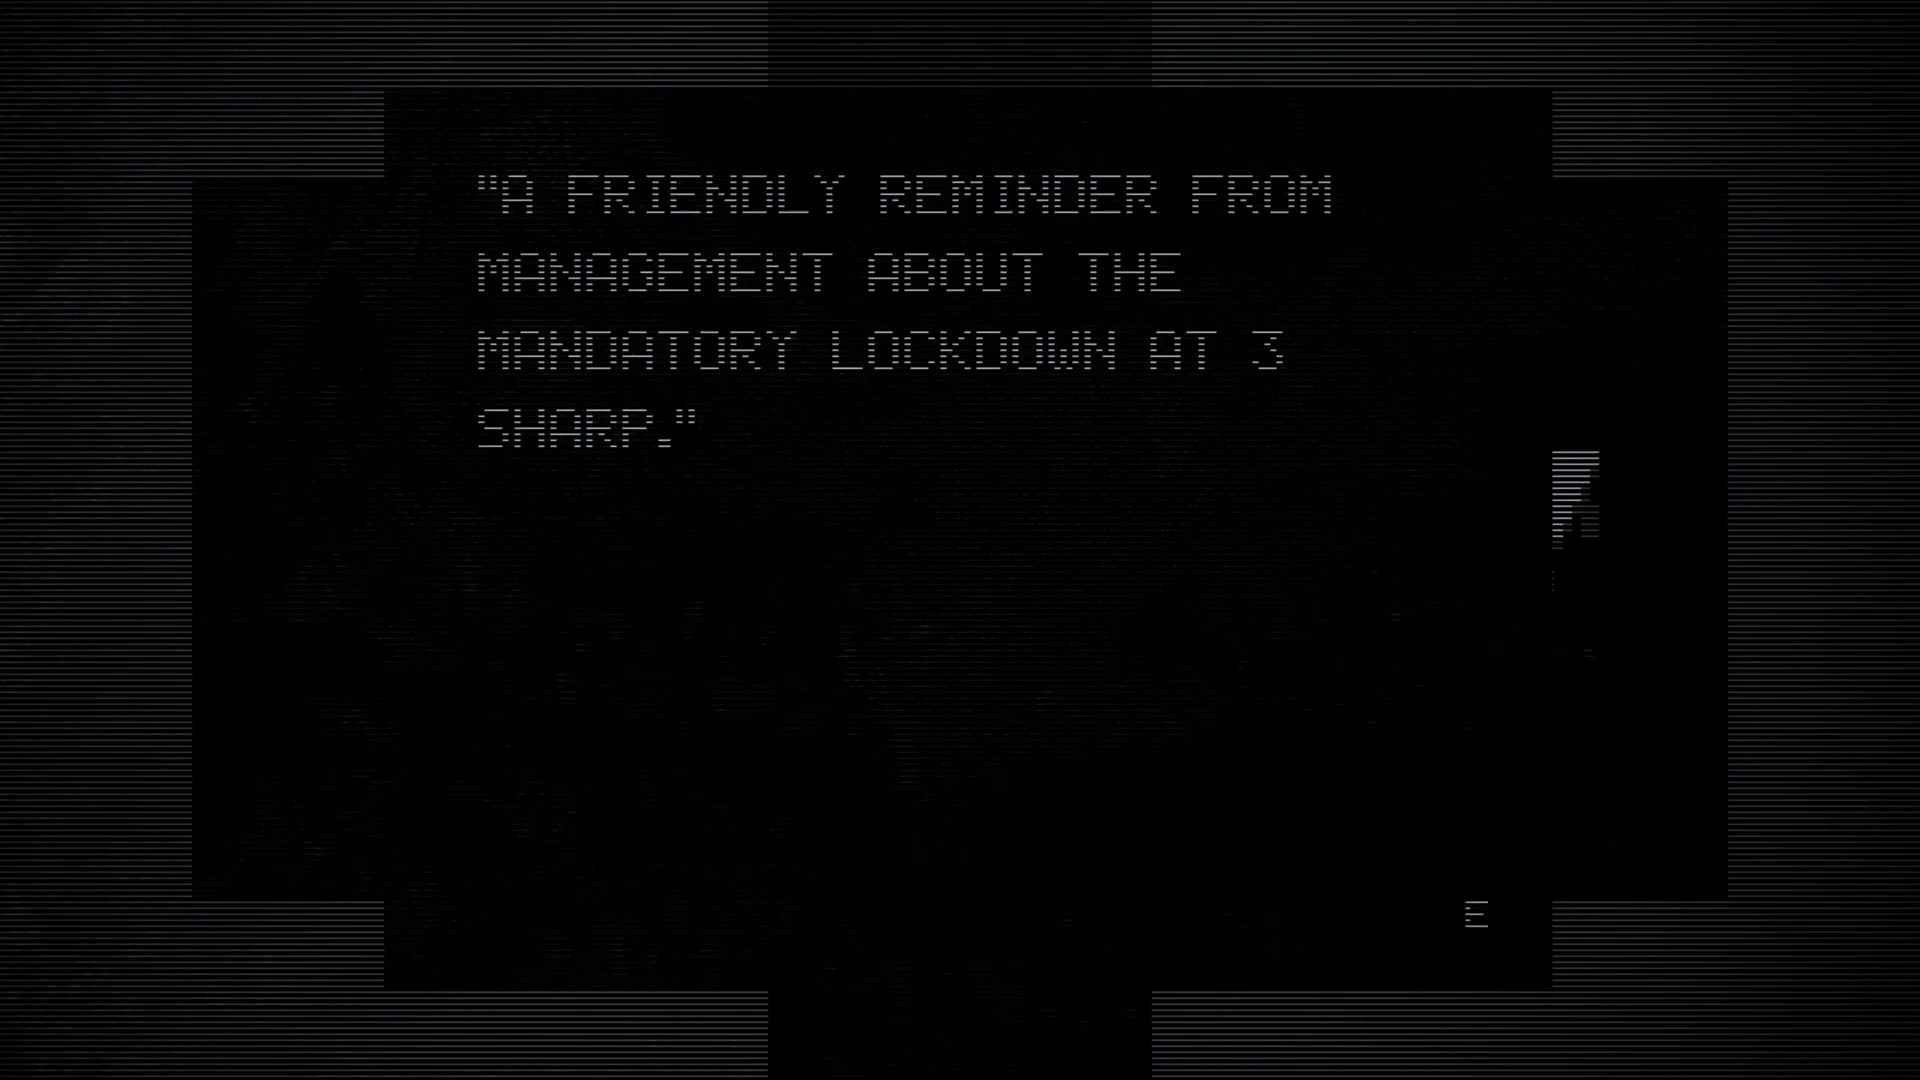 "A FRIENDLY REMINDER FROM
MANAGEMENT ABOUT THE
MANDATORY LOCKDOWN AT 3
SHARP."
E